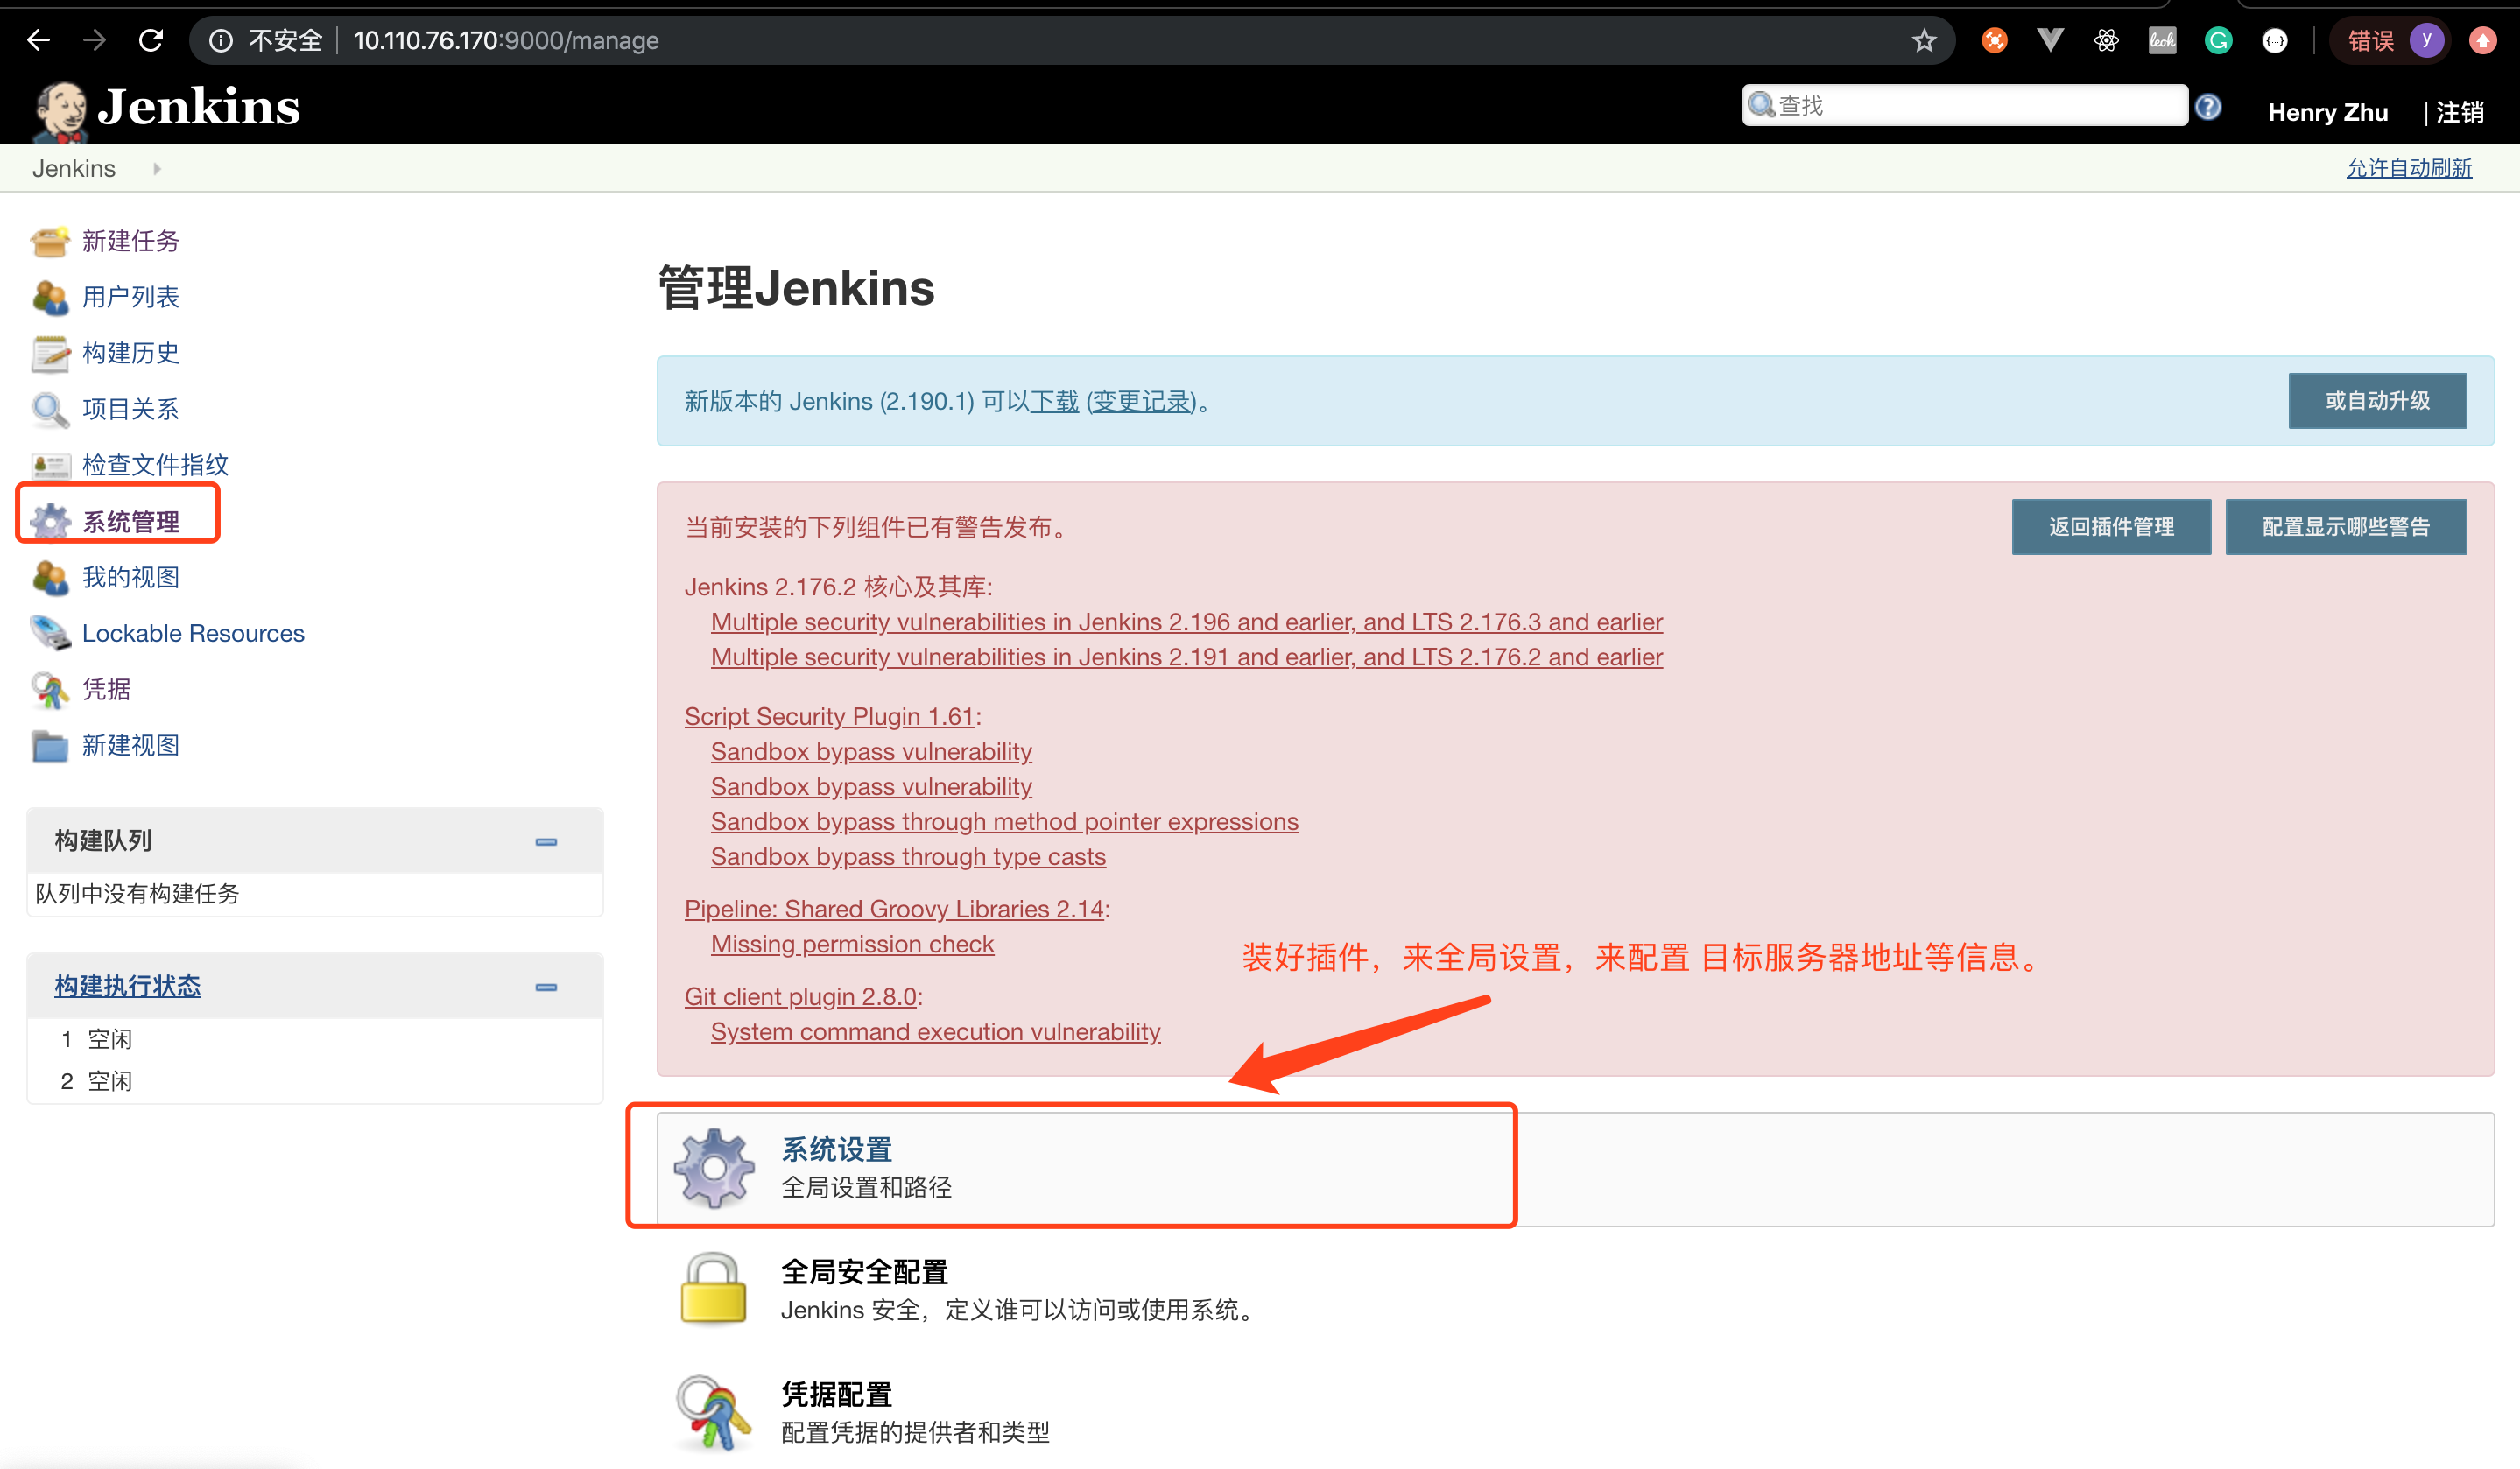 不安全 | 10.110.76.170:9000/manage
错误 y
Jenkins
查找
Henry Zhu | 注销
Jenkins
允许自动刷新
新建任务
用户列表
构建历史
项目关系
检查文件指纹
系统管理
我的视图
Lockable Resources
凭据
新建视图
构建队列
队列中没有构建任务
构建执行状态
1 空闲
2 空闲
管理Jenkins
新版本的 Jenkins (2.190.1) 可以下载 (变更记录)。
或自动升级
当前安装的下列组件已有警告发布。
返回插件管理
配置显示哪些警告
Jenkins 2.176.2 核心及其库:
Multiple security vulnerabilities in Jenkins 2.196 and earlier, and LTS 2.176.3 and earlier
Multiple security vulnerabilities in Jenkins 2.191 and earlier, and LTS 2.176.2 and earlier
Script Security Plugin 1.61:
Sandbox bypass vulnerability
Sandbox bypass vulnerability
Sandbox bypass through method pointer expressions
Sandbox bypass through type casts
Pipeline: Shared Groovy Libraries 2.14:
Missing permission check
装好插件，来全局设置，来配置 目标服务器地址等信息。
Git client plugin 2.8.0:
System command execution vulnerability
系统设置
全局设置和路径
全局安全配置
Jenkins 安全，定义谁可以访问或使用系统。
凭据配置
配置凭据的提供者和类型